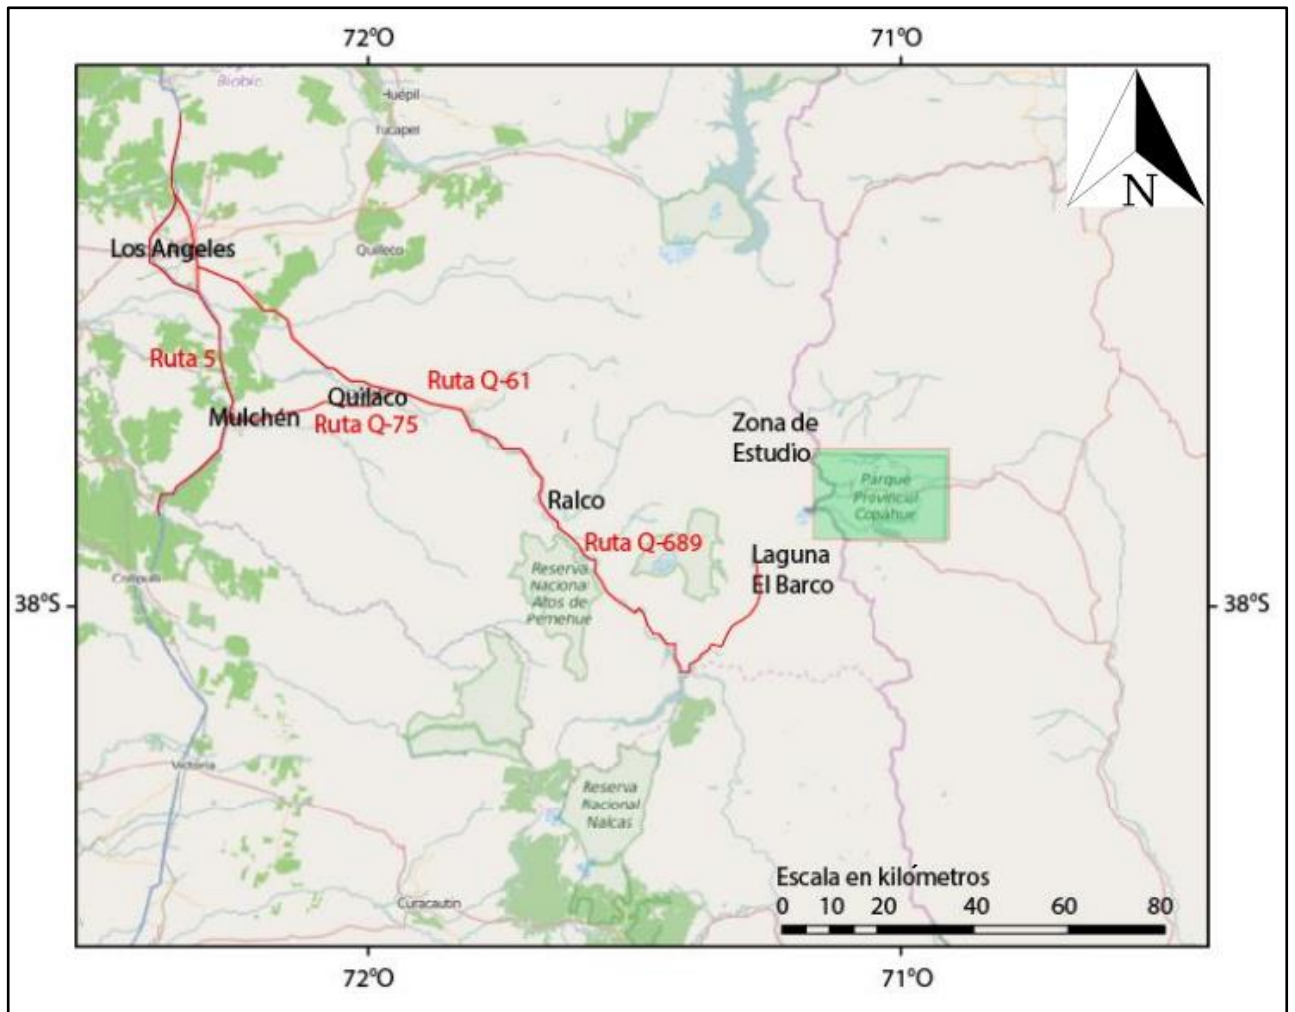 72ºO
71ºO
Biobío
Huépil
Tucapel
Los Angeles
Quilleco
Ruta 5
Ruta Q-61
Quilaco
Mulchén
Ruta Q-75
Zona de
Estudio
Parque
Provincial
Copahue
Ralco
Ruta Q-689
Laguna
El Barco
Reserva
Nacional
Altos de
Pemehue
Collipulli
38ºS
38ºS
Victoria
Reserva
Nacional
Nalcas
Curacautín
Escala en kilómetros
0 10 20 40 60 80
N
72ºO
71ºO